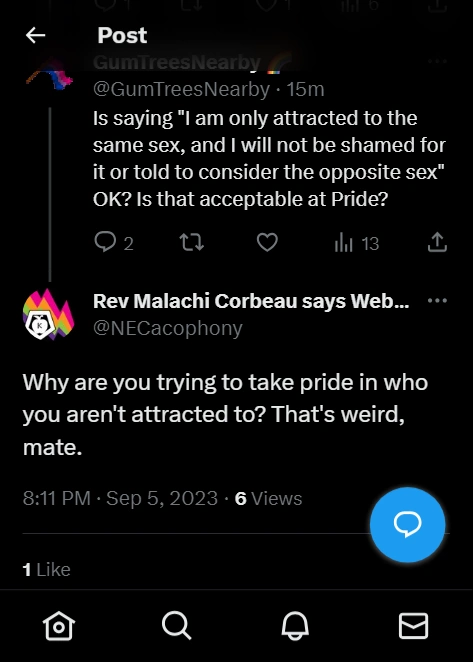 Post
GumTreesNearby
@GumTreesNearby · 15m
Is saying "I am only attracted to the
same sex, and I will not be shamed for
it or told to consider the opposite sex"
OK? Is that acceptable at Pride?
2
13
Rev Malachi Corbeau says Web...
@NECacophony
Why are you trying to take pride in who
you aren't attracted to? That's weird,
mate.
8:11 PM · Sep 5, 2023 · 6 Views
1 Like